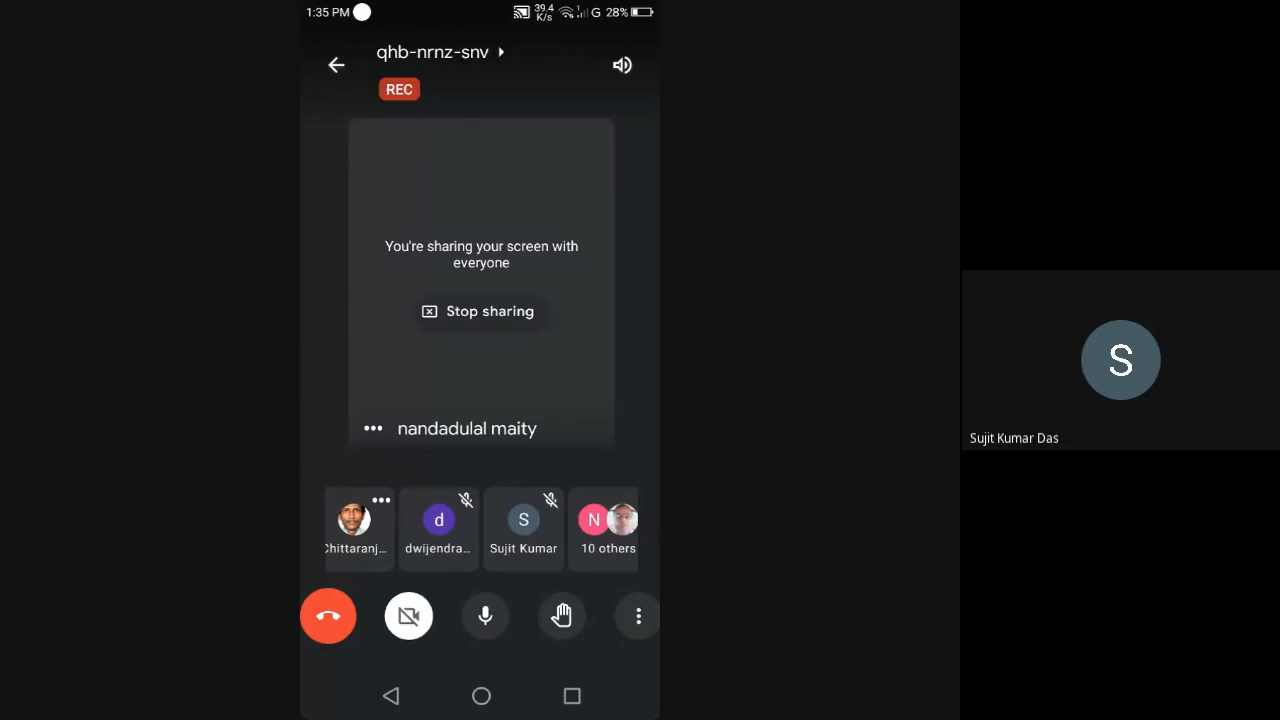 1:35 PM
39.4
K/s
1
G
28%
qhb-nrnz-snv
REC
You're sharing your screen with
everyone
Stop sharing
nandadulal maity
Chittaranj...
d
dwijendra...
S
Sujit Kumar
N
10 others
S
Sujit Kumar Das